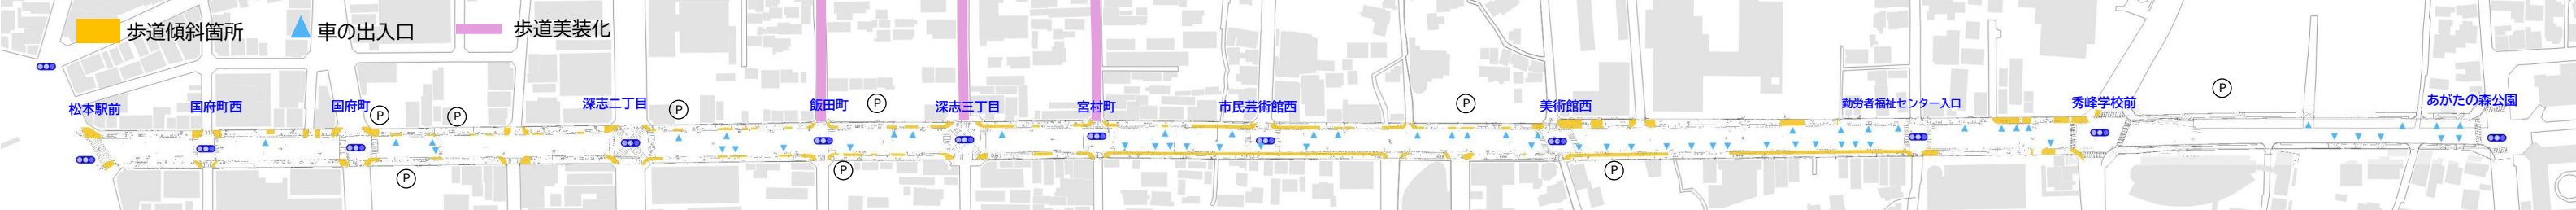 歩道傾斜箇所
車の出入口
歩道美装化
松本駅前
国府町西
国府町
深志二丁目
飯田町
深志三丁目
宮村町
市民芸術館西
美術館西
勤労者福祉センター入口
秀峰学校前
あがたの森公園
P
P
P
P
P
P
P
P
P